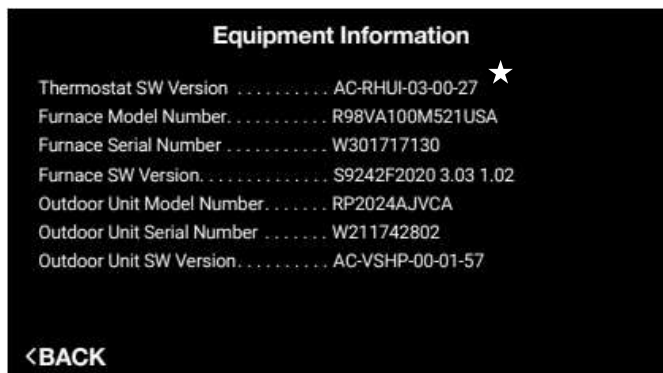 Equipment Information
Thermostat SW Version .......... AC-RHUI-03-00-27
Furnace Model Number........... R98VA100M521USA
Furnace Serial Number ........... W301717130
Furnace SW Version.............. S9242F2020 3.03 1.02
Outdoor Unit Model Number....... RP2024AJVCA
Outdoor Unit Serial Number ....... W211742802
Outdoor Unit SW Version.......... AC-VSHP-00-01-57
<BACK